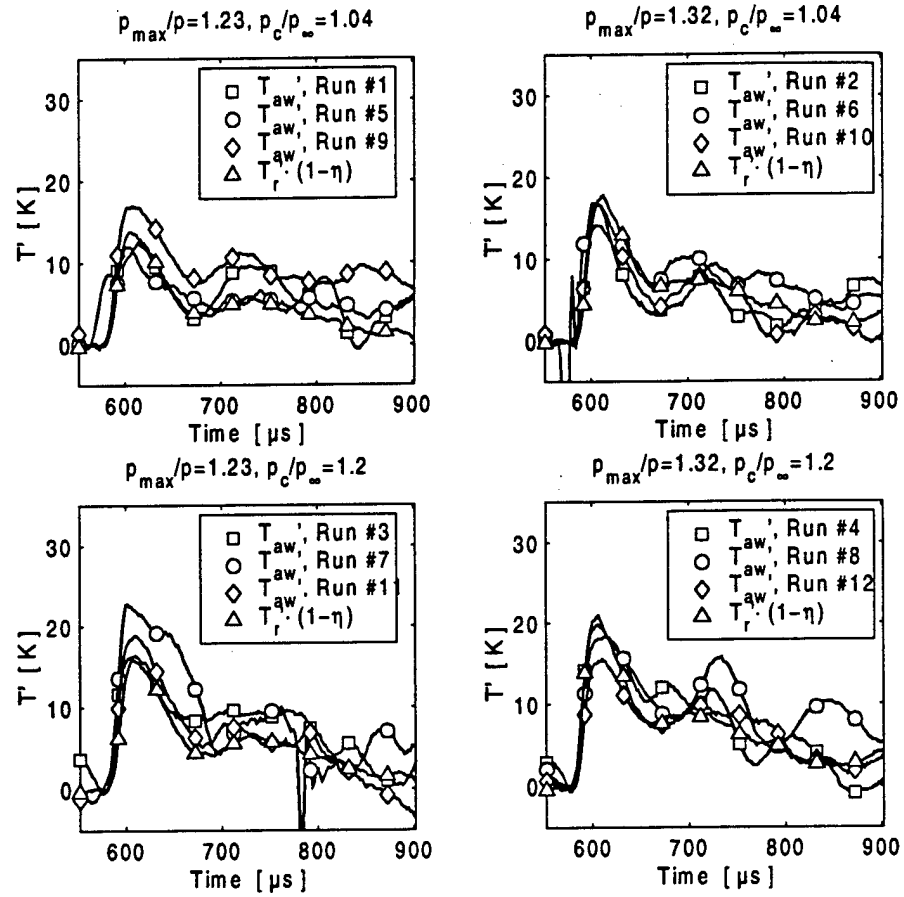 p_max/p=1.23, p_c/p_∞=1.04
T_aw', Run #1
T_aw', Run #5
T_aw', Run #9
T_r'·(1-η)
T' [K]
30
20
10
0
600 700 800 900
Time [μs]
p_max/p=1.32, p_c/p_∞=1.04
T_aw', Run #2
T_aw', Run #6
T_aw', Run #10
T_r'·(1-η)
T' [K]
30
20
10
0
600 700 800 900
Time [μs]
p_max/p=1.23, p_c/p_∞=1.2
T_aw', Run #3
T_aw', Run #7
T_aw', Run #11
T_r'·(1-η)
T' [K]
30
20
10
0
600 700 800 900
Time [μs]
p_max/p=1.32, p_c/p_∞=1.2
T_aw', Run #4
T_aw', Run #8
T_aw', Run #12
T_r'·(1-η)
T' [K]
30
20
10
0
600 700 800 900
Time [μs]